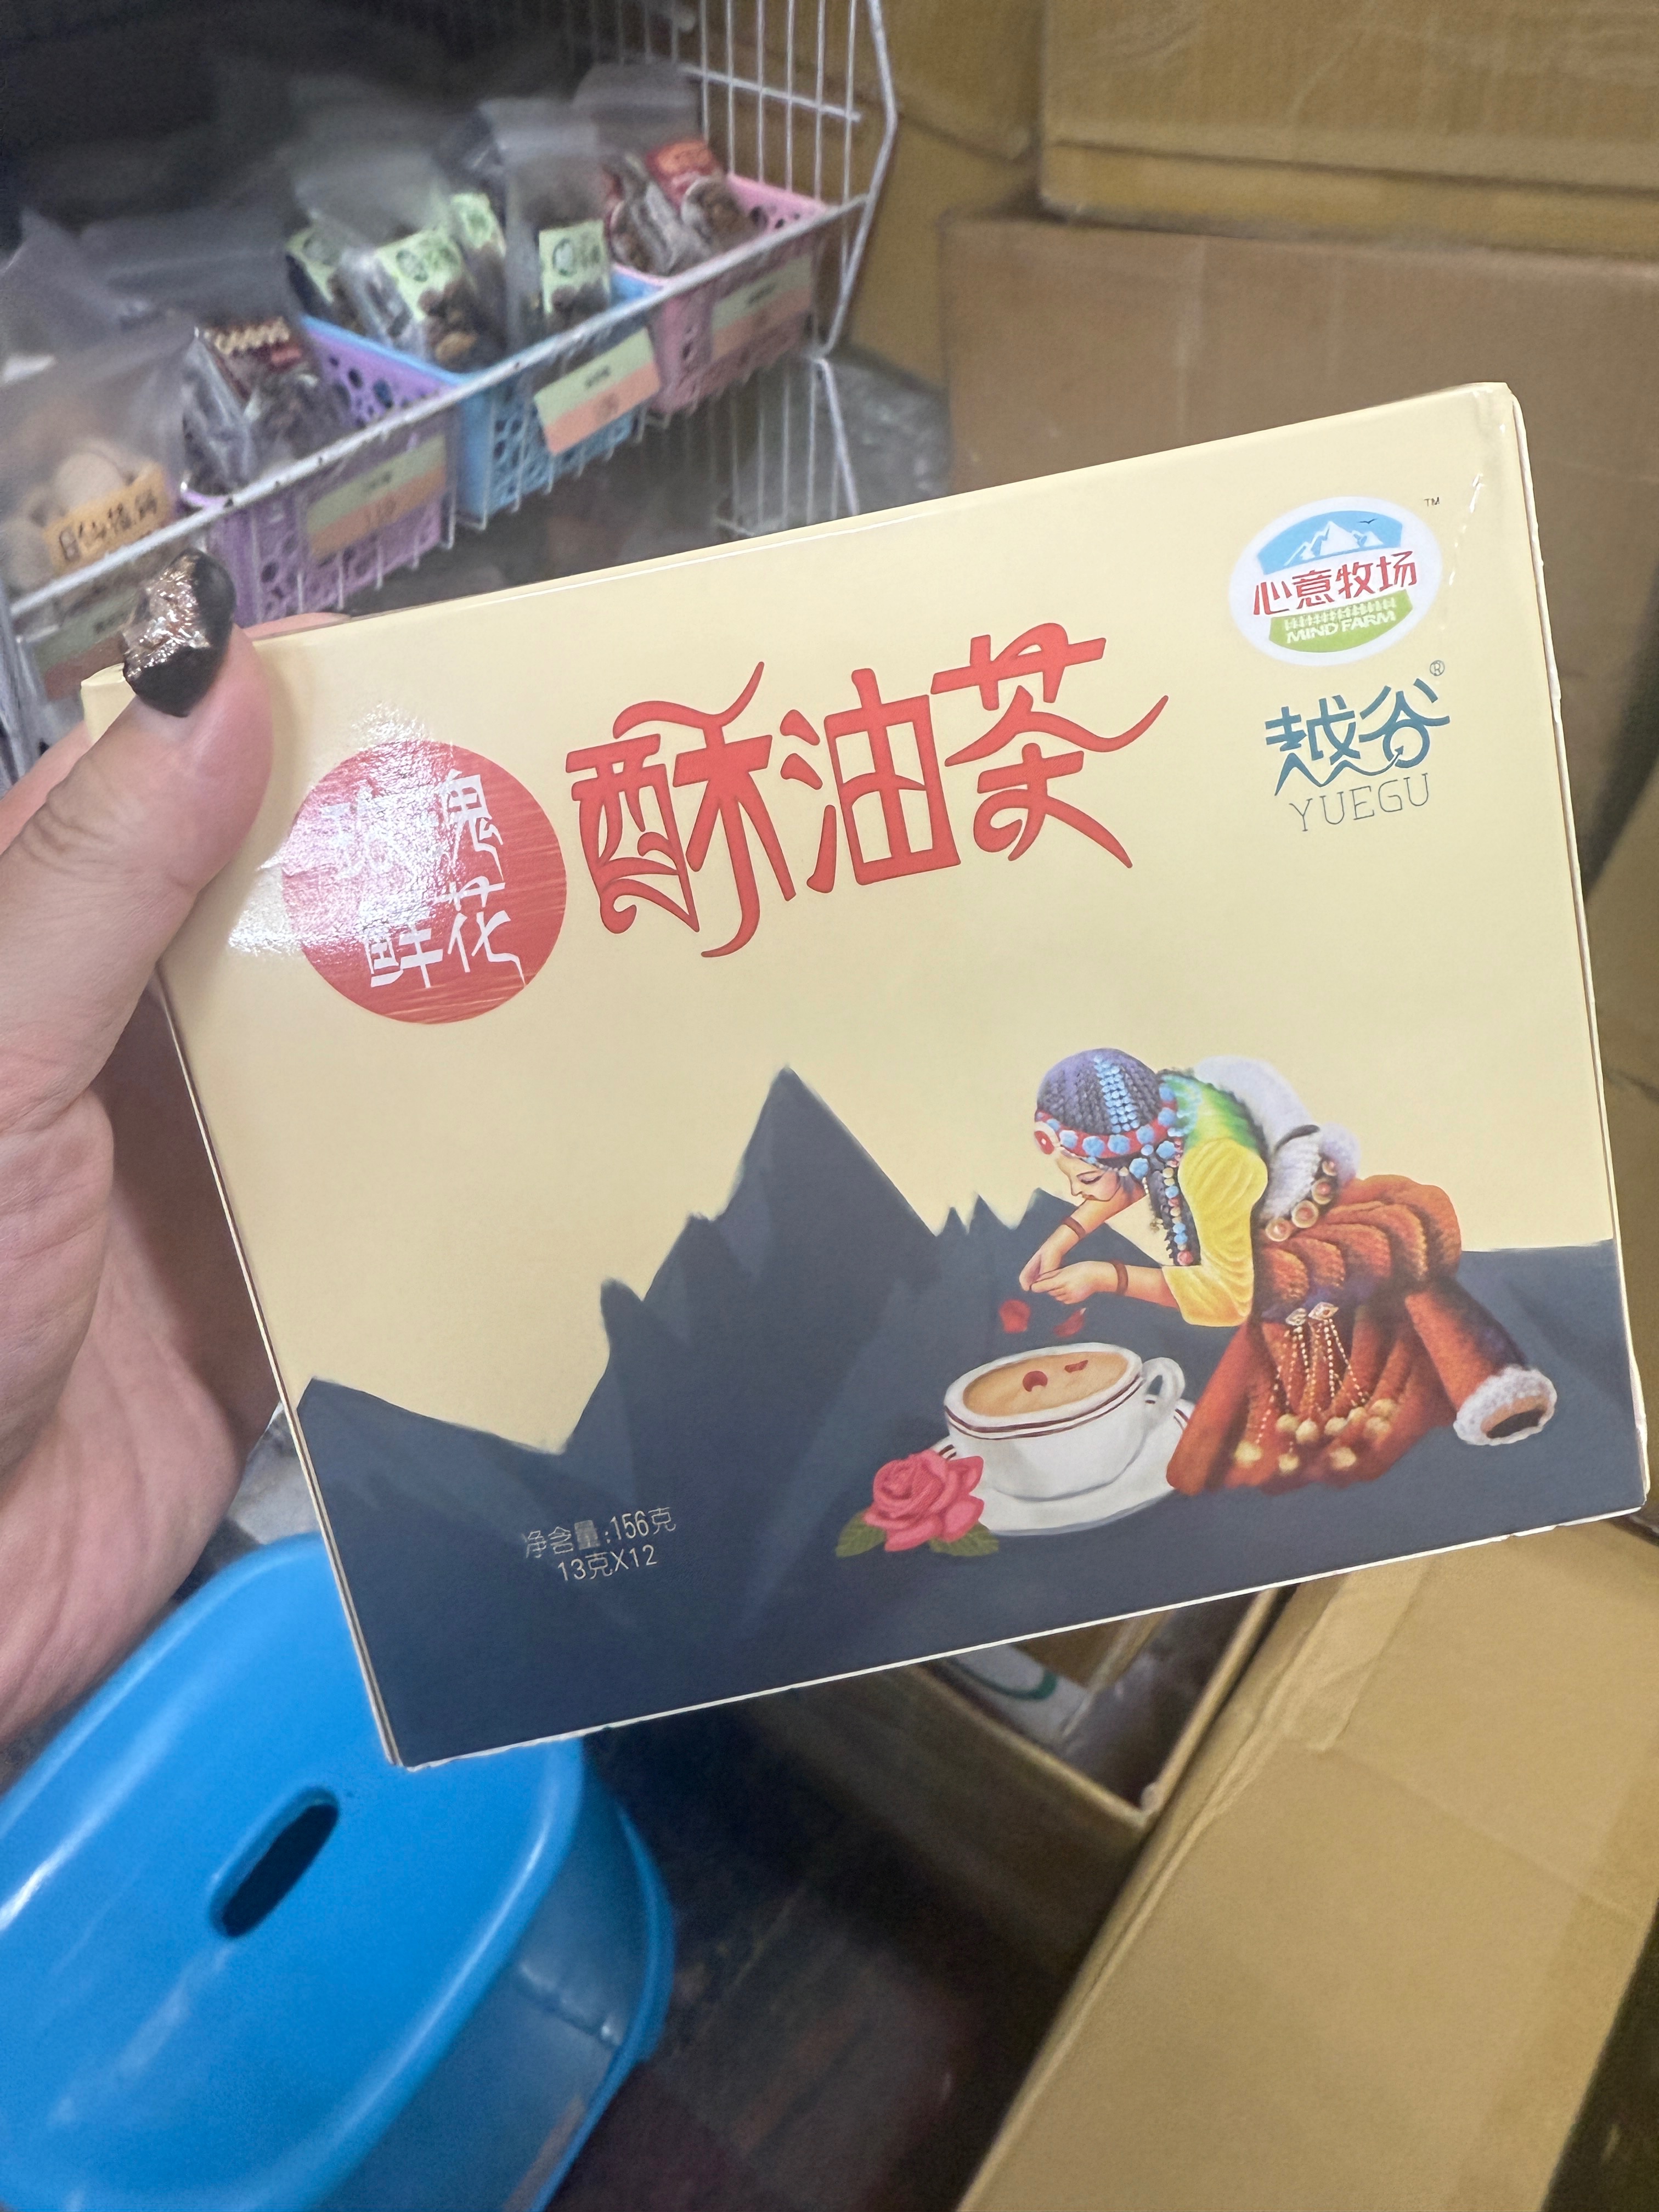 心意牧场
MIND FARM
TM
越谷®
YUEGU
酥油茶
玫瑰
鲜花
净含量:156克
13克X12